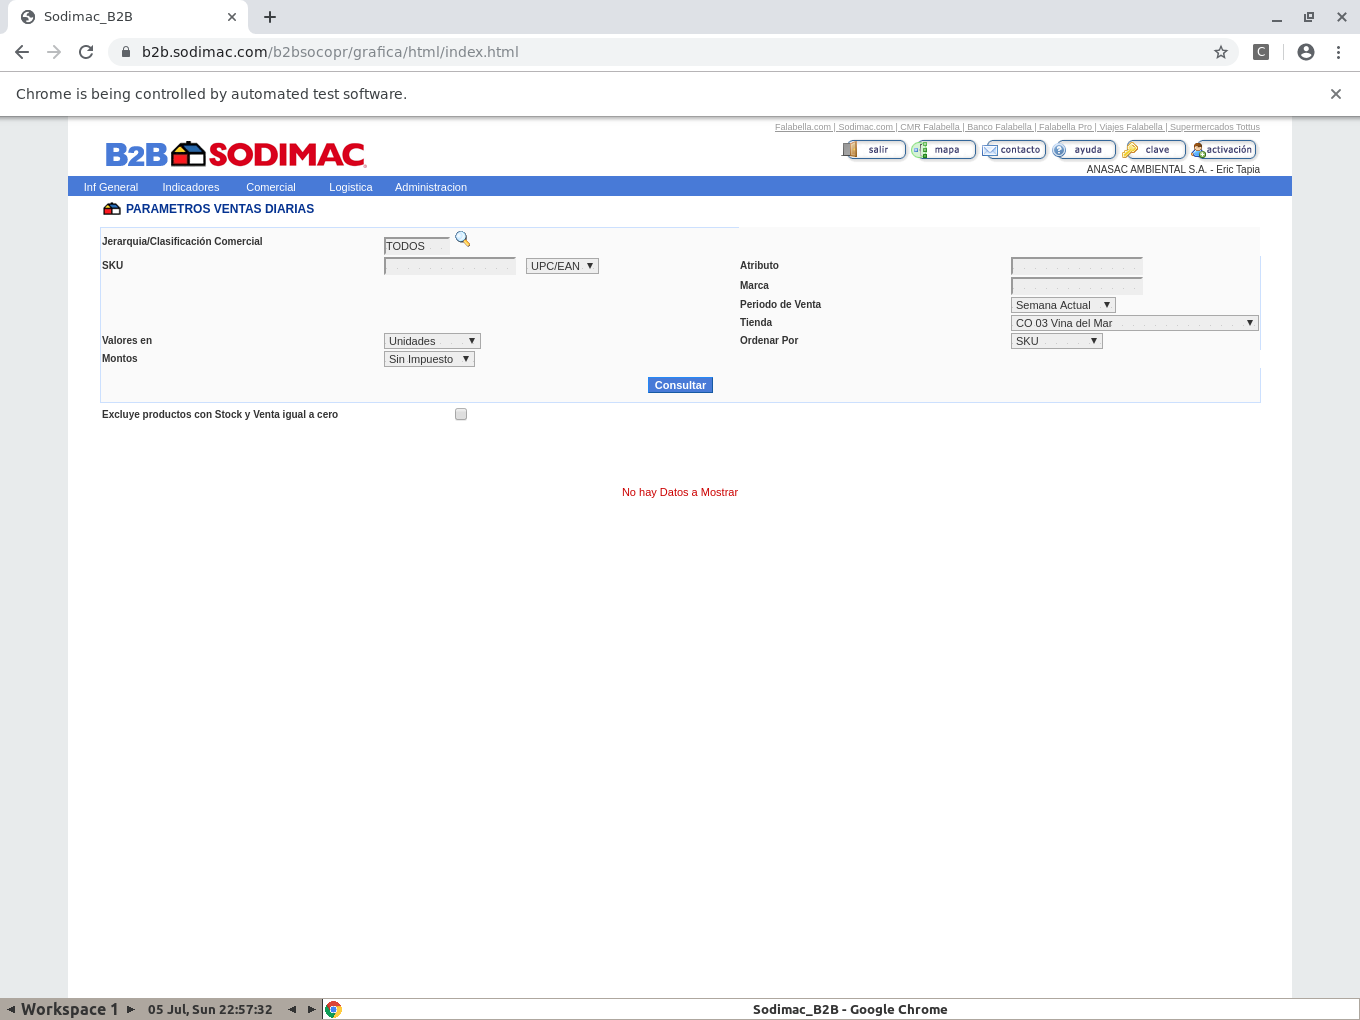 Sodimac_B2B
b2b.sodimac.com/b2bsocopr/grafica/html/index.html
C
Chrome is being controlled by automated test software.
Falabella.com | Sodimac.com | CMR Falabella | Banco Falabella | Falabella Pro | Viajes Falabella | Supermercados Tottus
B2B SODIMAC
salir mapa contacto ayuda clave activación
ANASAC AMBIENTAL S.A. - Eric Tapia
Inf General Indicadores Comercial Logistica Administracion
PARAMETROS VENTAS DIARIAS
Jerarquia/Clasificación Comercial TODOS
SKU UPC/EAN Atributo
Marca
Periodo de Venta Semana Actual
Tienda CO 03 Vina del Mar
Valores en Unidades Ordenar Por SKU
Montos Sin Impuesto
Consultar
Excluye productos con Stock y Venta igual a cero
No hay Datos a Mostrar
Workspace 1 05 Jul, Sun 22:57:32 Sodimac_B2B - Google Chrome